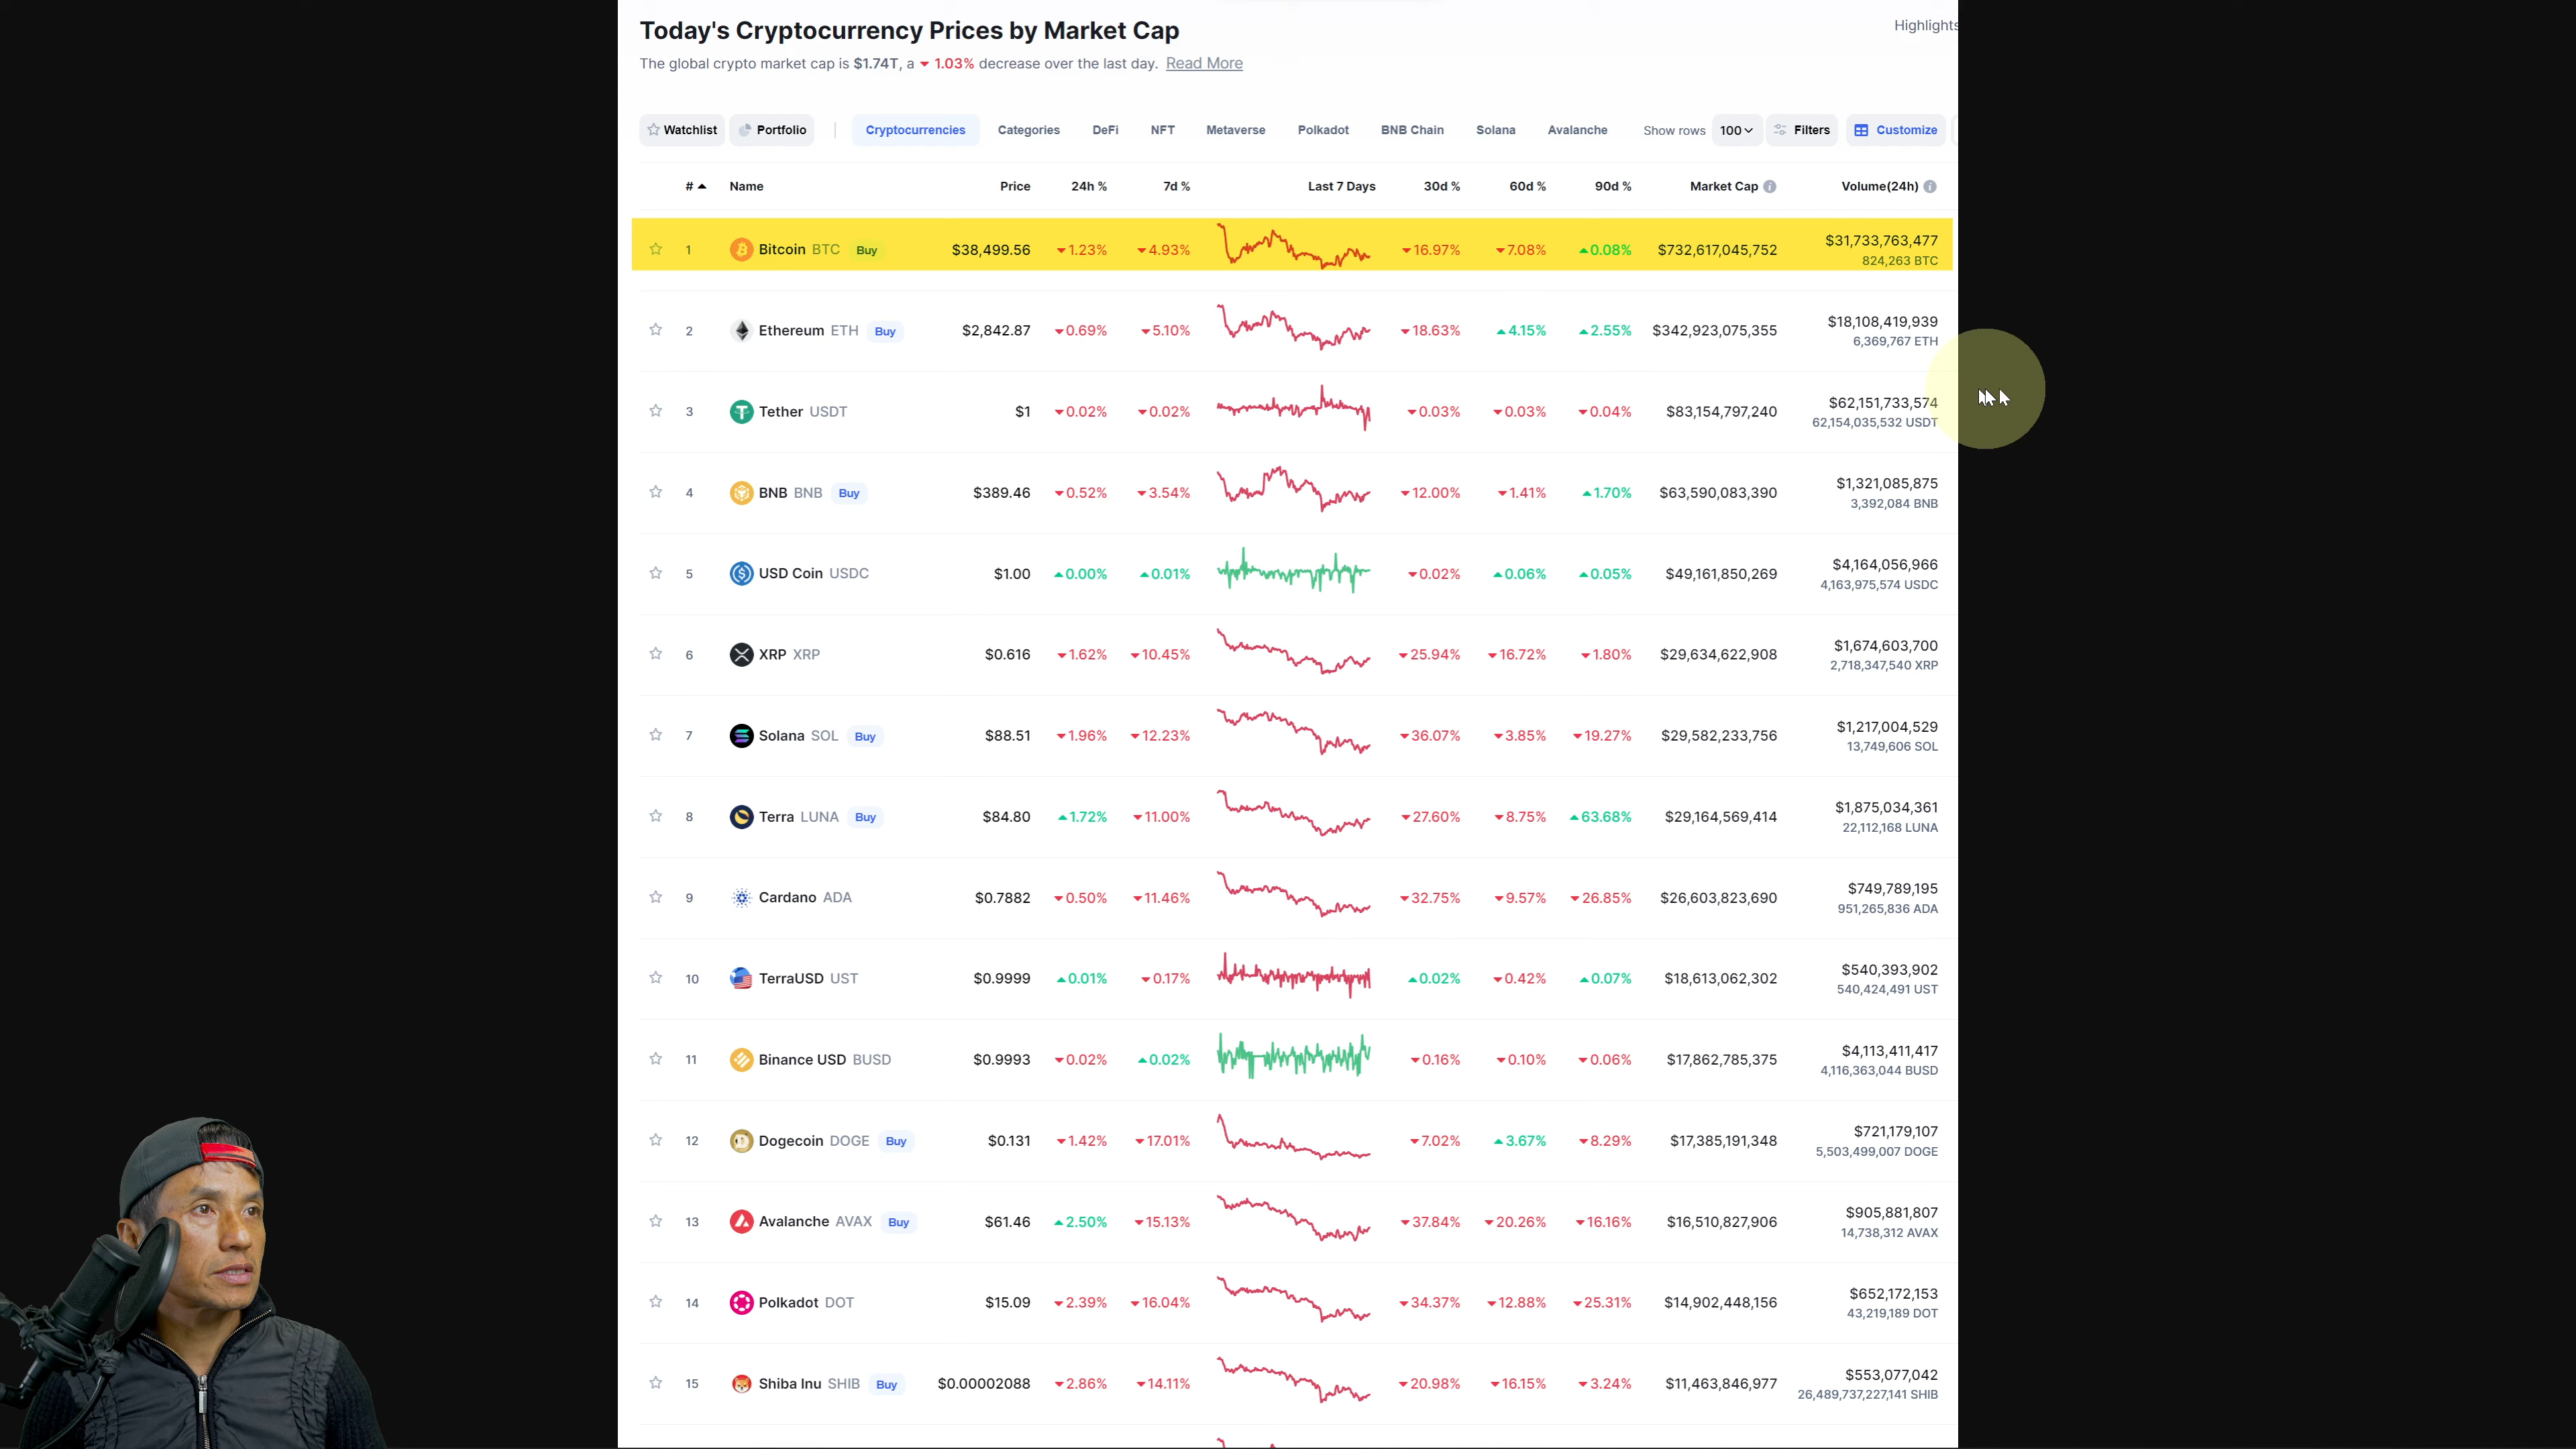 Today's Cryptocurrency Prices by Market Cap
Highlights
The global crypto market cap is $1.74T, a 1.03% decrease over the last day. Read More
Watchlist Portfolio Cryptocurrencies Categories DeFi NFT Metaverse Polkadot BNB Chain Solana Avalanche Show rows 100 Filters Customize
# Name Price 24h % 7d % Last 7 Days 30d % 60d % 90d % Market Cap Volume(24h)
1 Bitcoin BTC Buy $38,499.56 1.23% 4.93% 16.97% 7.08% 0.08% $732,617,045,752 $31,733,763,477
824,263 BTC
2 Ethereum ETH Buy $2,842.87 0.69% 5.10% 18.63% 4.15% 2.55% $342,923,075,355 $18,108,419,939
6,369,767 ETH
3 Tether USDT $1 0.02% 0.02% 0.03% 0.03% 0.04% $83,154,797,240 $62,151,733,574
62,154,035,532 USDT
4 BNB BNB Buy $389.46 0.52% 3.54% 12.00% 1.41% 1.70% $63,590,083,390 $1,321,085,875
3,392,084 BNB
5 USD Coin USDC $1.00 0.00% 0.01% 0.02% 0.06% 0.05% $49,161,850,269 $4,164,056,966
4,163,975,574 USDC
6 XRP XRP $0.616 1.62% 10.45% 25.94% 16.72% 1.80% $29,634,622,908 $1,674,603,700
2,718,347,540 XRP
7 Solana SOL Buy $88.51 1.96% 12.23% 36.07% 3.85% 19.27% $29,582,233,756 $1,217,004,529
13,749,606 SOL
8 Terra LUNA Buy $84.80 1.72% 11.00% 27.60% 8.75% 63.68% $29,164,569,414 $1,875,034,361
22,112,168 LUNA
9 Cardano ADA $0.7882 0.50% 11.46% 32.75% 9.57% 26.85% $26,603,823,690 $749,789,195
951,265,836 ADA
10 TerraUSD UST $0.9999 0.01% 0.17% 0.02% 0.42% 0.07% $18,613,062,302 $540,393,902
540,424,491 UST
11 Binance USD BUSD $0.9993 0.02% 0.02% 0.16% 0.10% 0.06% $17,862,785,375 $4,113,411,417
4,116,363,044 BUSD
12 Dogecoin DOGE Buy $0.131 1.42% 17.01% 7.02% 3.67% 8.29% $17,385,191,348 $721,179,107
5,503,499,007 DOGE
13 Avalanche AVAX Buy $61.46 2.50% 15.13% 37.84% 20.26% 16.16% $16,510,827,906 $905,881,807
14,738,312 AVAX
14 Polkadot DOT $15.09 2.39% 16.04% 34.37% 12.88% 25.31% $14,902,448,156 $652,172,153
43,219,189 DOT
15 Shiba Inu SHIB Buy $0.00002088 2.86% 14.11% 20.98% 16.15% 3.24% $11,463,846,977 $553,077,042
26,489,737,227,141 SHIB